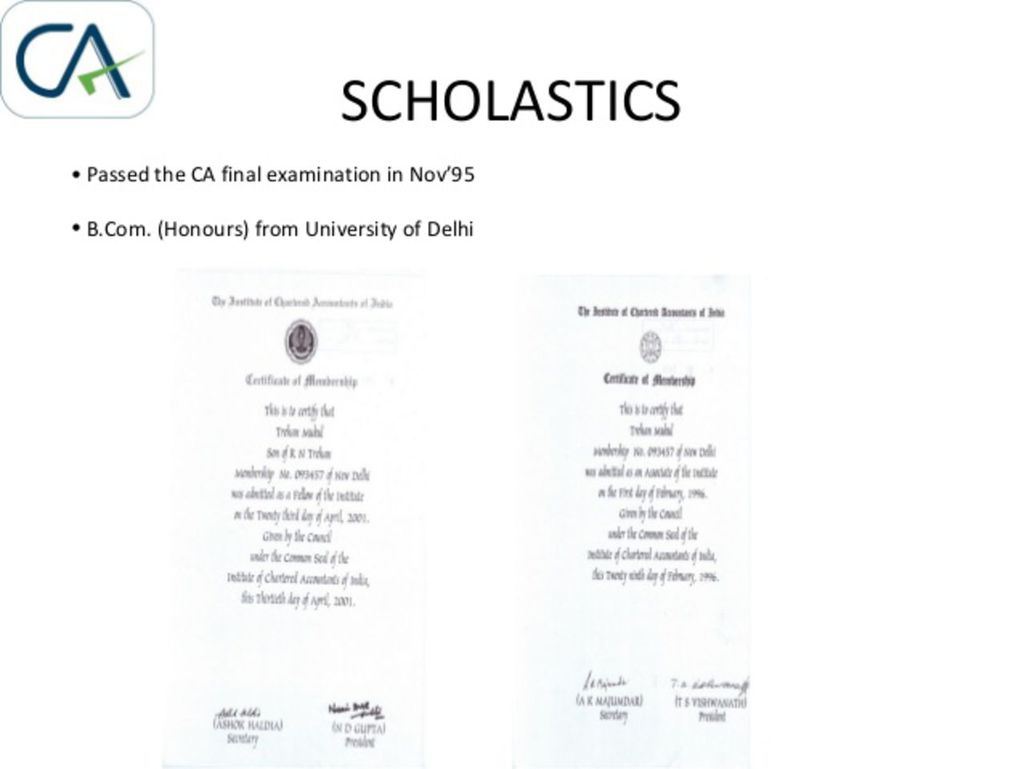 CA
SCHOLASTICS
• Passed the CA final examination in Nov’95
• B.Com. (Honours) from University of Delhi
The Institute of Chartered Accountants of India
Certificate of Membership
This is to certify that
Trehan
Son of R N Trehan
Membership No. 093457 of New Delhi
was admitted as a Fellow of the Institute
on the Twenty third day of April, 2001.
Given by the Council
under the Common Seal of the
Institute of Chartered Accountants of India,
this Thirtieth day of April, 2001.
(ASHOK HALDIA)
Secretary
(N D GUPTA)
President
The Institute of Chartered Accountants of India
Certificate of Membership
This is to certify that
Trehan
Membership No. 093457 of New Delhi
was admitted as an Associate of the Institute
on the First day of February, 1996.
Given by the Council
under the Common Seal of the
Institute of Chartered Accountants of India,
this Twenty ninth day of February, 1996.
(A K MAJUMDAR)
Secretary
(T S VISHWANATH)
President